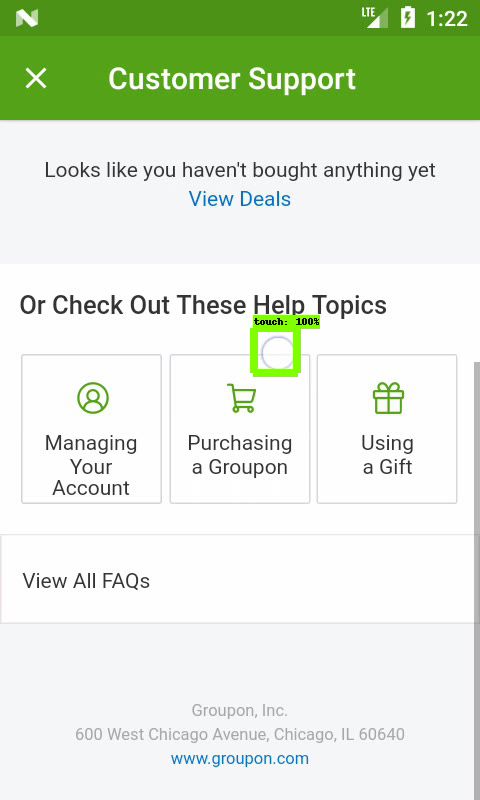 LTE 1:22
Customer Support
Looks like you haven't bought anything yet
View Deals
Or Check Out These Help Topics
touch: 100%
Managing
Your
Account
Purchasing
a Groupon
Using
a Gift
View All FAQs
Groupon, Inc.
600 West Chicago Avenue, Chicago, IL 60640
www.groupon.com